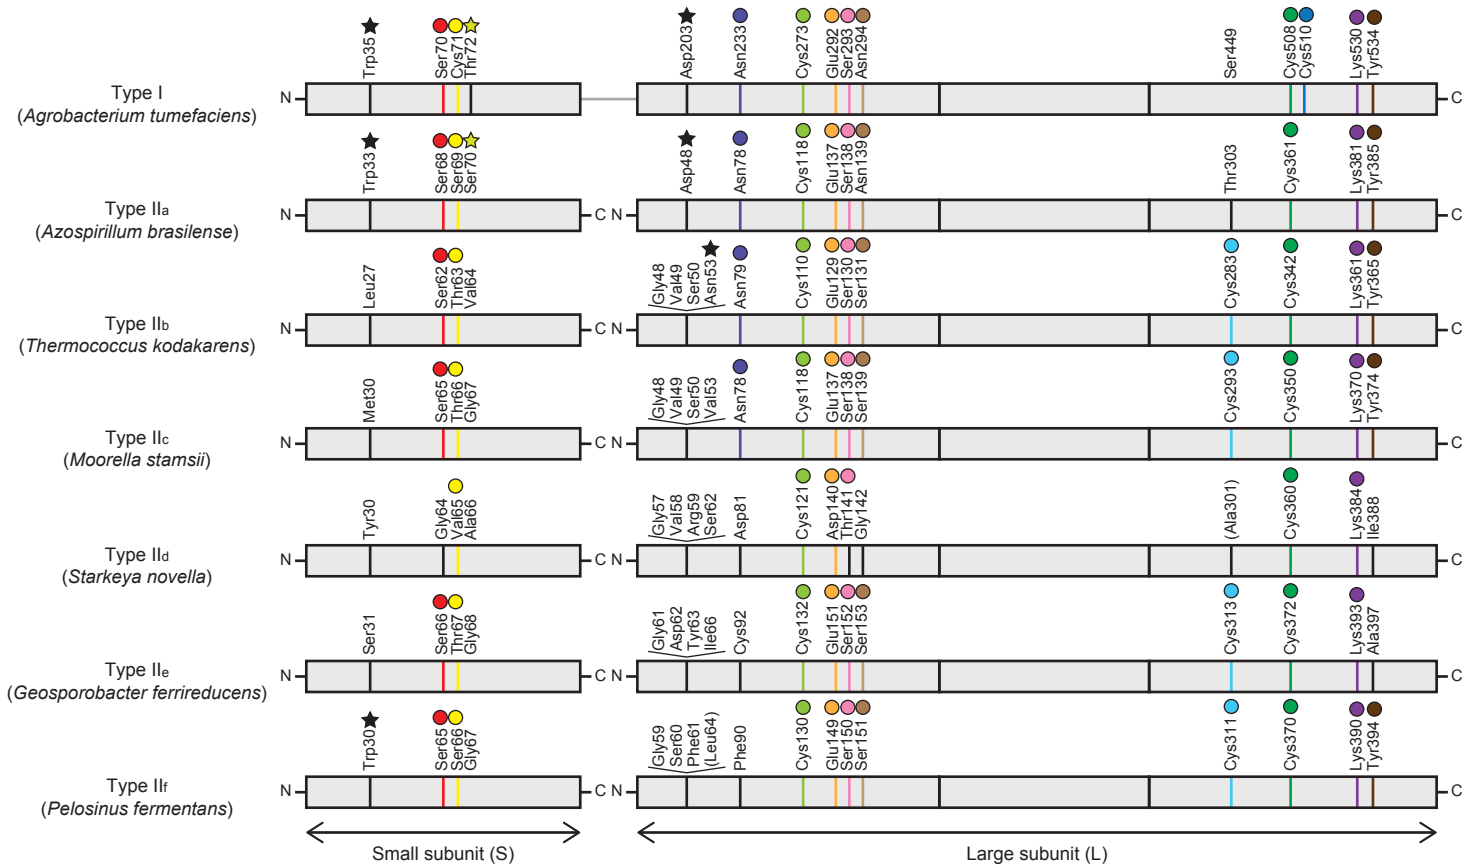 Trp35 Ser70 Cys71 Thr72 Asp203 Asn233 Cys273 Glu292 Ser293 Asn294 Ser449 Cys508 Cys510 Lys530 Tyr534
Type I
(Agrobacterium tumefaciens)
N C
Trp33 Ser68 Ser69 Ser70 Asp48 Asn78 Cys118 Glu137 Ser138 Asn139 Thr303 Cys361 Lys381 Tyr385
Type IIa
(Azospirillum brasilense)
N C N C
Leu27 Ser62 Thr63 Val64 Gly48 Val49 Ser50 Asn53 Asn79 Cys110 Glu129 Ser130 Ser131 Cys283 Cys342 Lys361 Tyr365
Type IIb
(Thermococcus kodakarens)
N C N C
Met30 Ser65 Thr66 Gly67 Gly48 Val49 Ser50 Val53 Asn78 Cys118 Glu137 Ser138 Ser139 Cys293 Cys350 Lys370 Tyr374
Type IIc
(Moorella stamsii)
N C N C
Tyr30 Gly64 Val65 Ala66 Gly57 Val58 Arg59 Ser62 Asp81 Cys121 Asp140 Thr141 Gly142 (Ala301) Cys360 Lys384 Ile388
Type IId
(Starkeya novella)
N C N C
Ser31 Ser66 Thr67 Gly68 Gly61 Asp62 Tyr63 Ile66 Cys92 Cys132 Glu151 Ser152 Ser153 Cys313 Cys372 Lys393 Ala397
Type IIe
(Geosporobacter ferrireducens)
N C N C
Trp30 Ser65 Ser66 Gly67 Gly59 Ser60 Phe61 (Leu64) Phe90 Cys130 Glu149 Ser150 Ser151 Cys311 Cys370 Lys390 Tyr394
Type IIf
(Pelosinus fermentans)
N C N C
Small subunit (S) Large subunit (L)